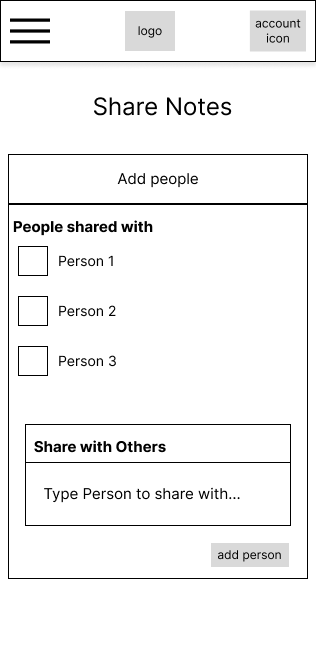 logo
account
icon
Share Notes
Add people
People shared with
Person 1
Person 2
Person 3
Share with Others
Type Person to share with...
add person